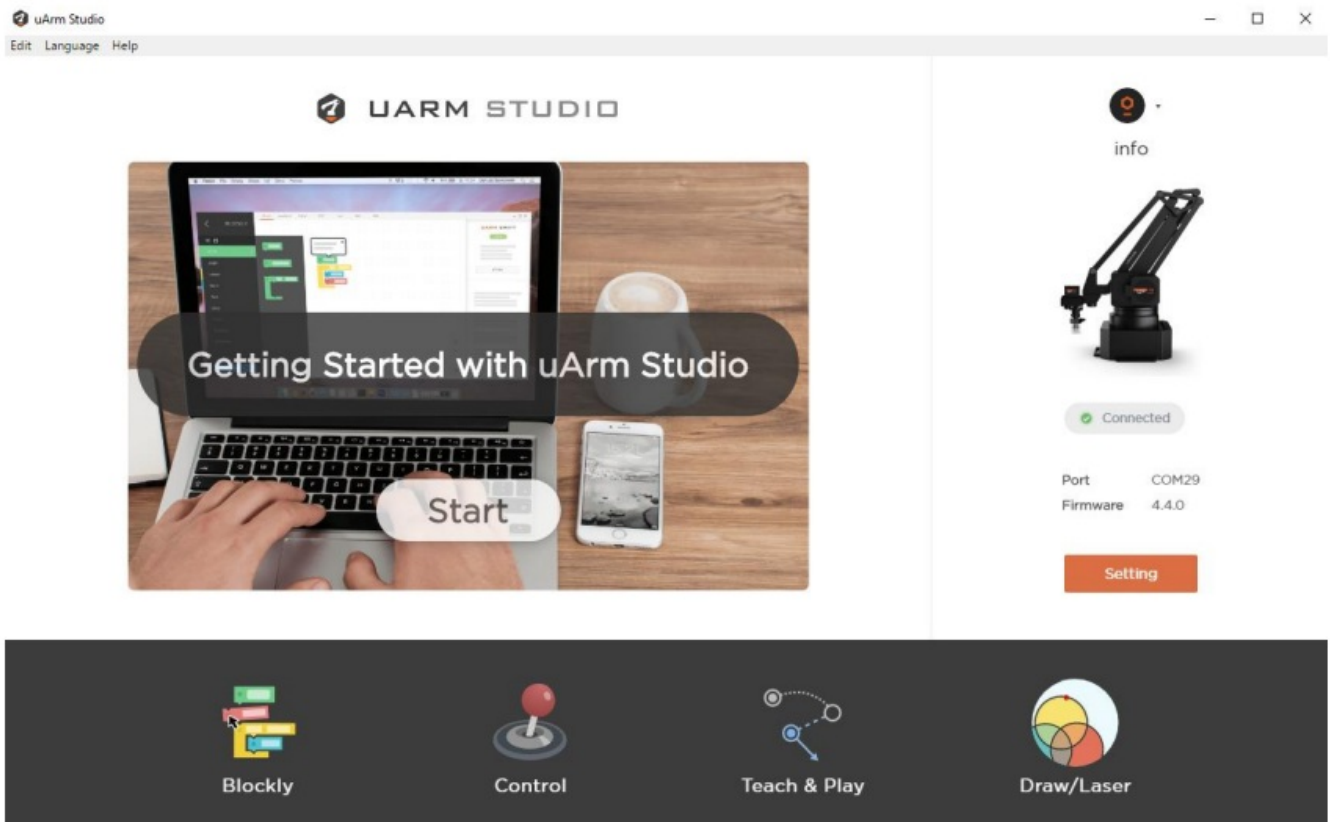 uArm Studio
Edit Language Help
UARM STUDIO
Getting Started with uArm Studio
Start
info
Connected
Port COM29
Firmware 4.4.0
Setting
Blockly
Control
Teach & Play
Draw/Laser